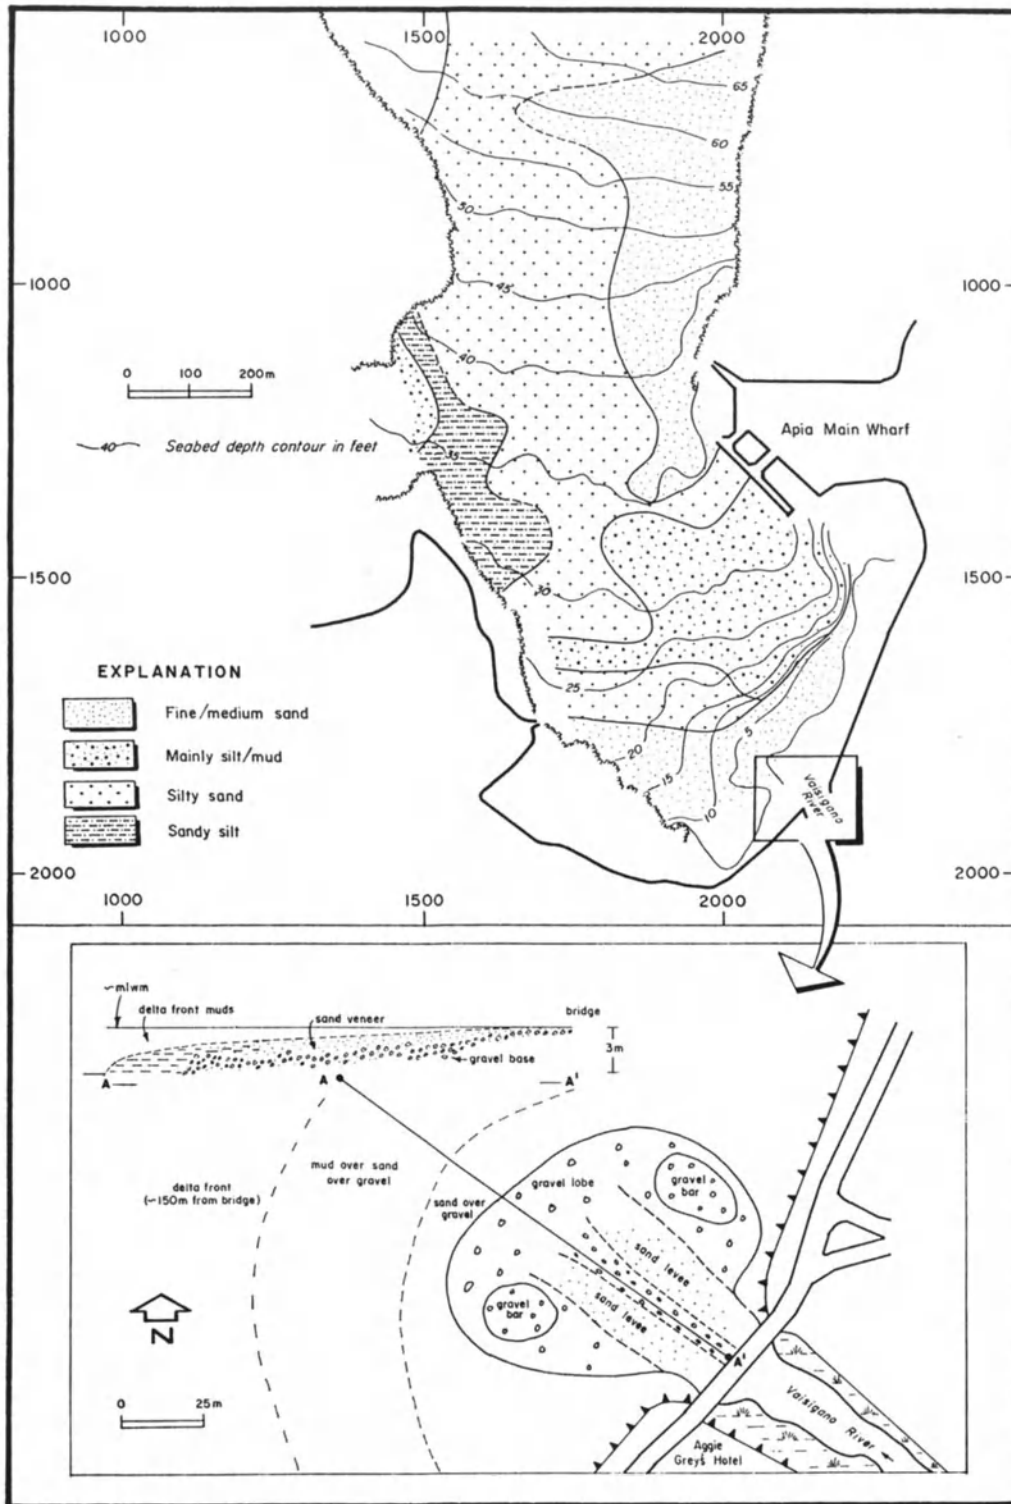 1000
1500
2000
65
60
55
50
1000
45
1000
40
0 100 200m
40 Seabed depth contour in feet
35
Apia Main Wharf
1500
30
1500
EXPLANATION
Fine/medium sand
Mainly silt/mud
Silty sand
Sandy silt
25
20
15
10
5
Vaisigano
River
2000
2000
1000
1500
2000
~mlwm
delta front muds
sand veneer
bridge
3m
gravel base
A
A
A'
mud over sand
over gravel
delta front
(~150m from bridge)
sand over
gravel
gravel lobe
gravel
bar
sand levee
sand levee
gravel
bar
A'
N
0 25m
Vaisigano River
Aggie
Grey's Hotel